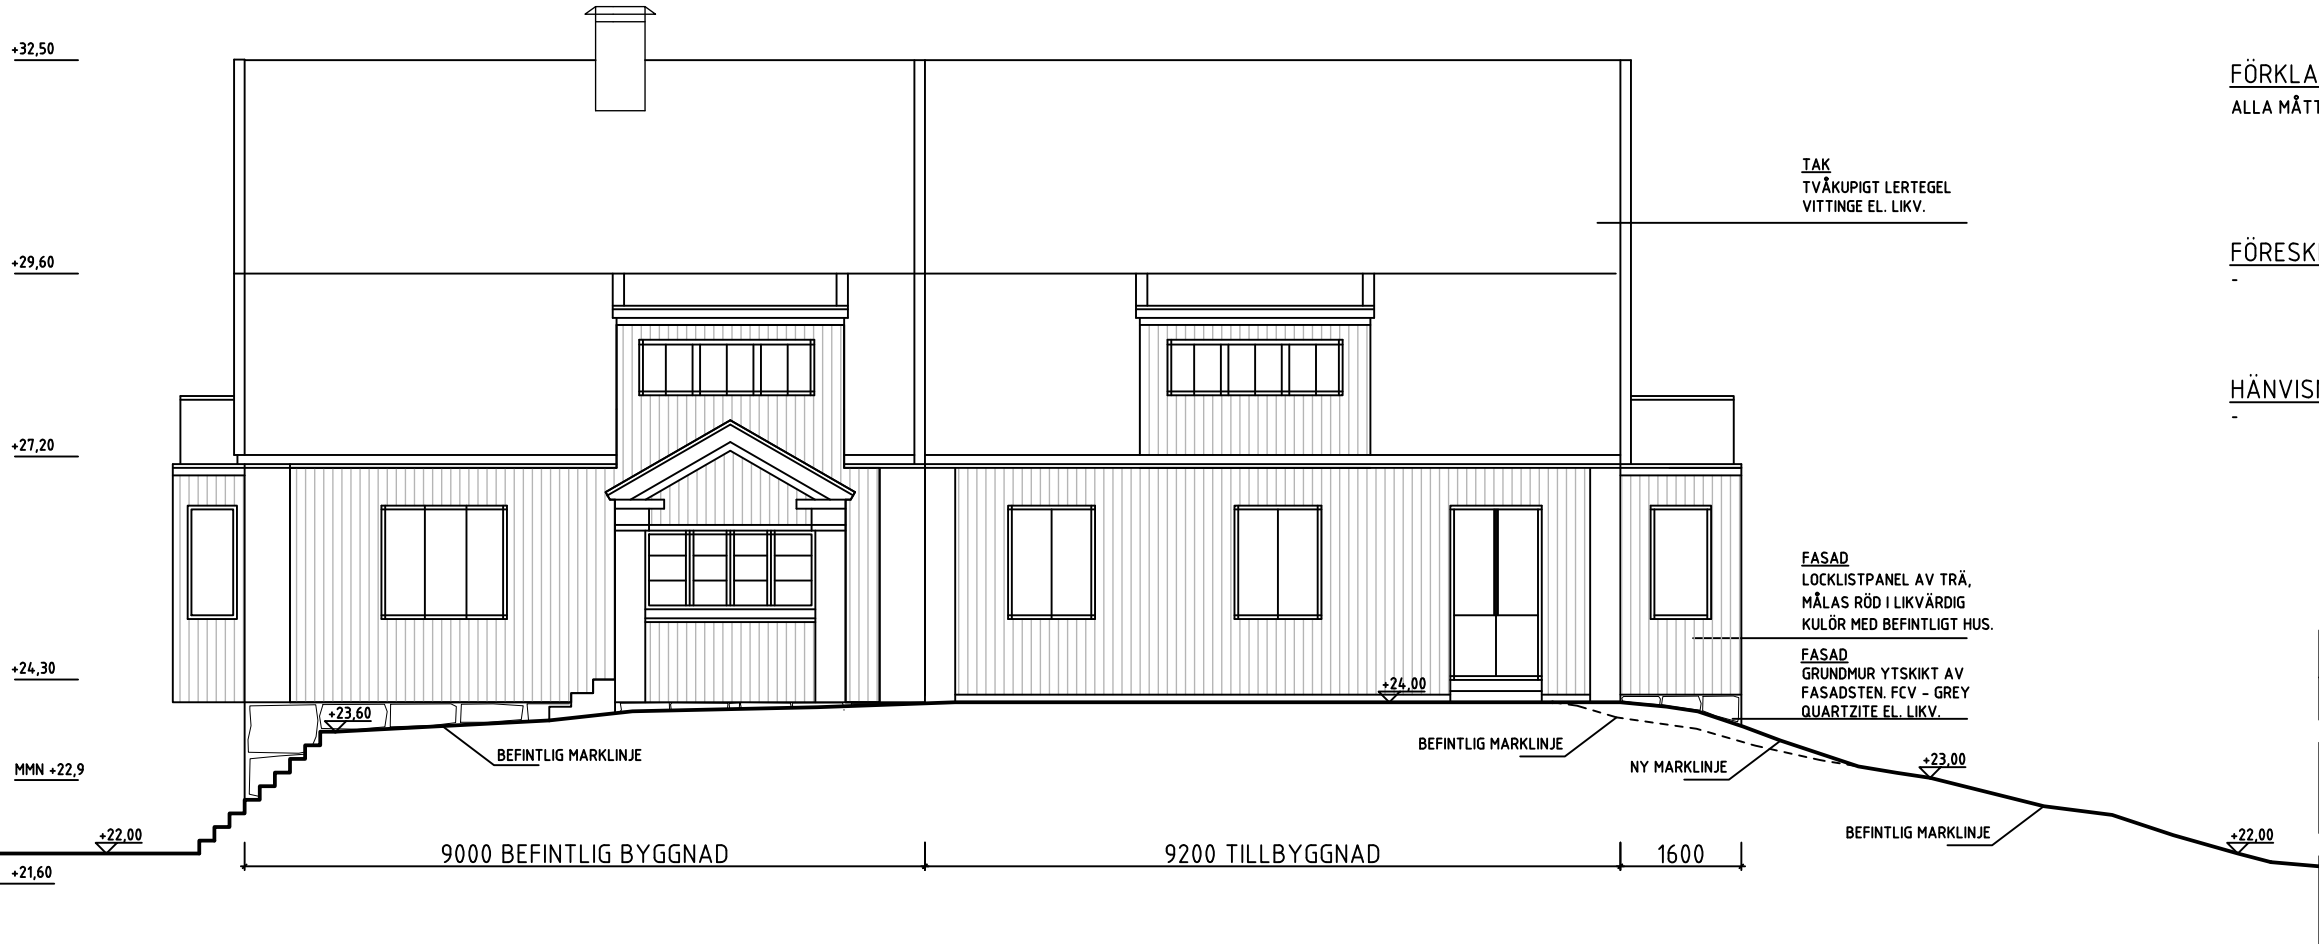 +32,50
+29,60
+27,20
+24,30
MMN +22,9
+22,00
+21,60
+23,60
BEFINTLIG MARKLINJE
+24,00
BEFINTLIG MARKLINJE
NY MARKLINJE
+23,00
BEFINTLIG MARKLINJE
+22,00
9000 BEFINTLIG BYGGNAD
9200 TILLBYGGNAD
1600
TAK
TVÅKUPIGT LERTEGEL
VITTINGE EL. LIKV.
FASAD
LOCKLISTPANEL AV TRÄ,
MÅLAS RÖD I LIKVÄRDIG
KULÖR MED BEFINTLIGT HUS.
FASAD
GRUNDMUR YTSKIKT AV
FASADSTEN. FCV - GREY
QUARTZITE EL. LIKV.
FÖRKLA
ALLA MÅTT
FÖRESK
-
HÄNVISN
-